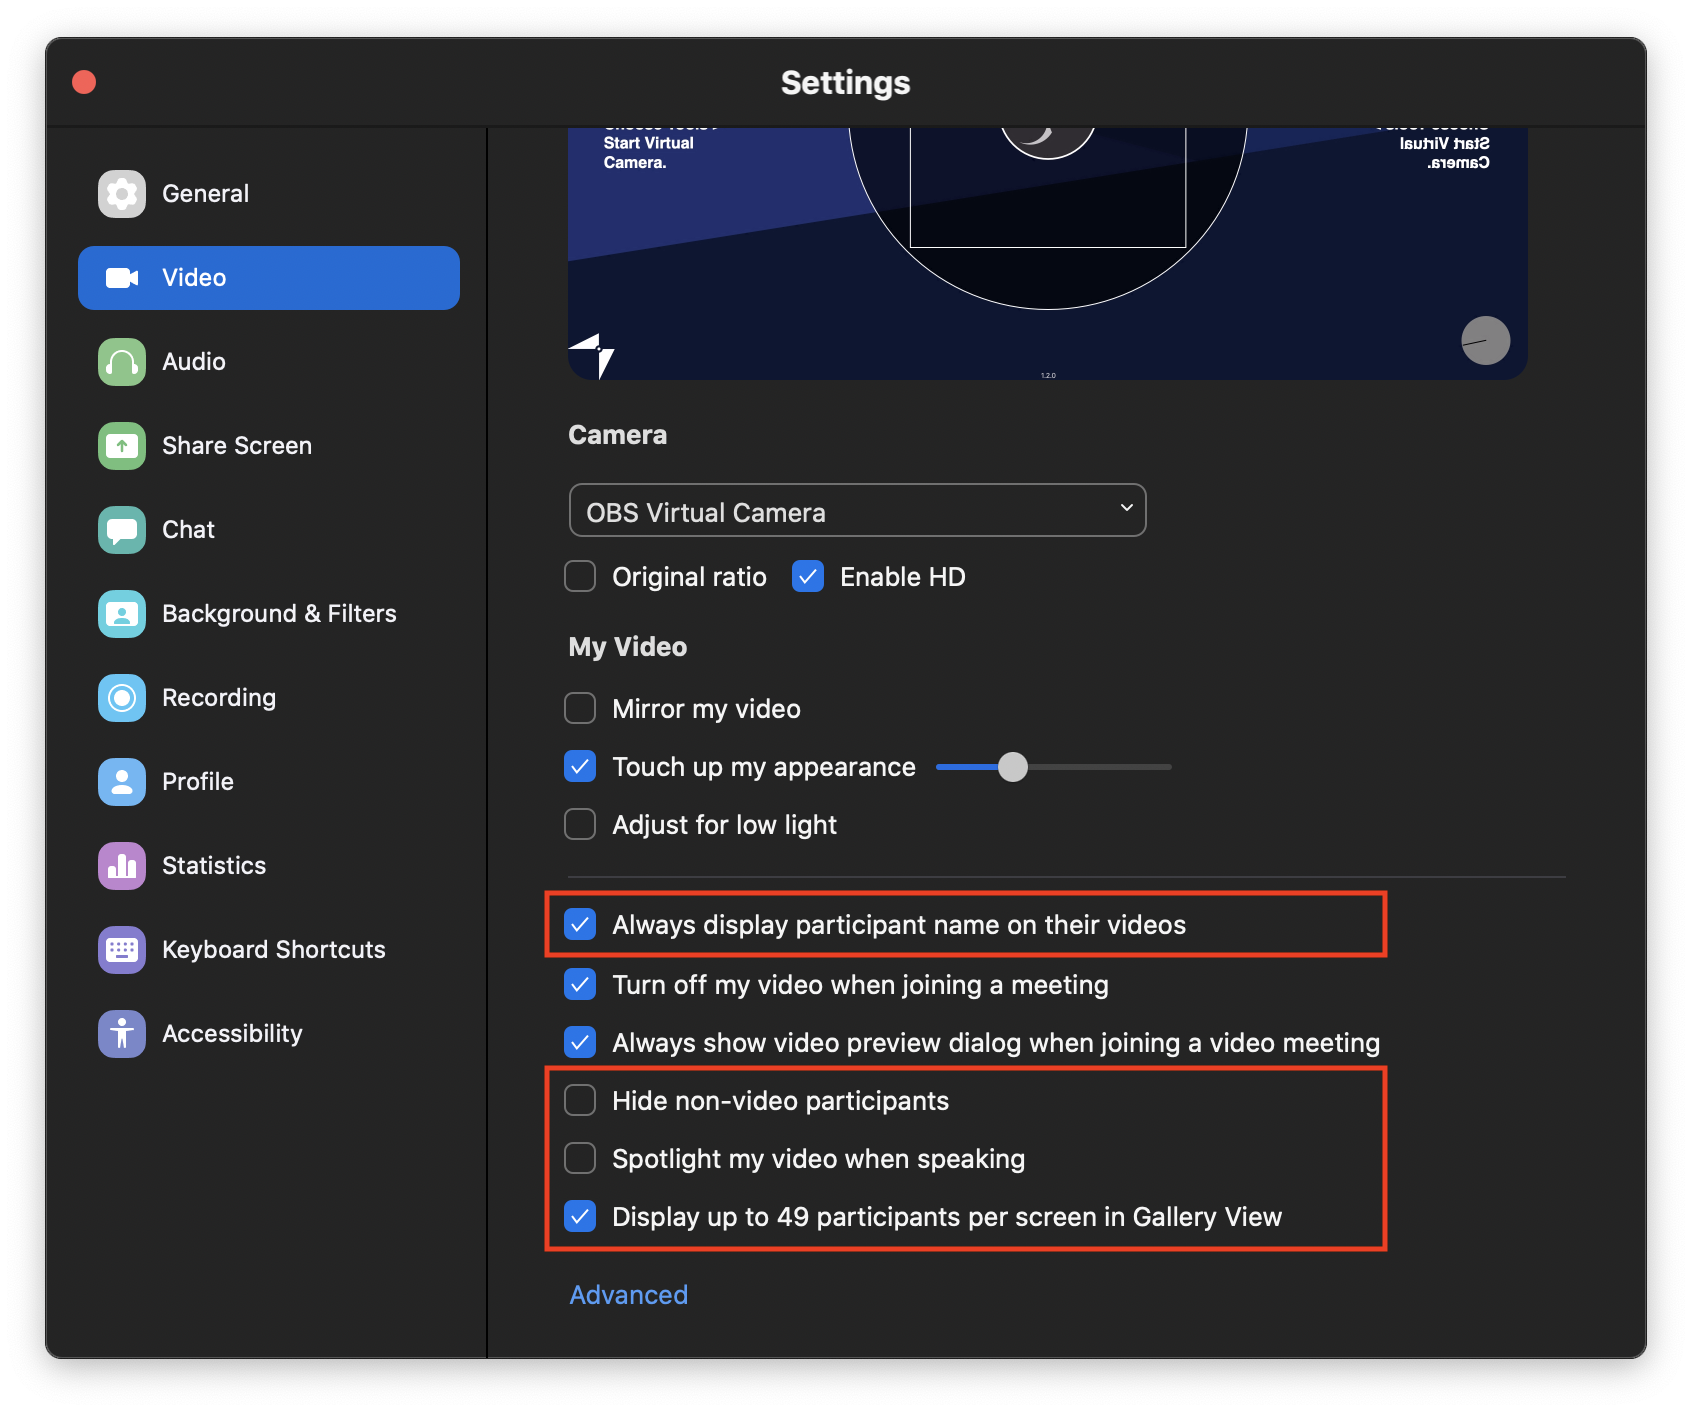 Settings
General
Video
Audio
Share Screen
Chat
Background & Filters
Recording
Profile
Statistics
Keyboard Shortcuts
Accessibility
Choose Tools >
Start Virtual
Camera.
Choose Tools >
Start Virtual
Camera.
1.2.0
Camera
OBS Virtual Camera
Original ratio Enable HD
My Video
Mirror my video
Touch up my appearance
Adjust for low light
Always display participant name on their videos
Turn off my video when joining a meeting
Always show video preview dialog when joining a video meeting
Hide non-video participants
Spotlight my video when speaking
Display up to 49 participants per screen in Gallery View
Advanced